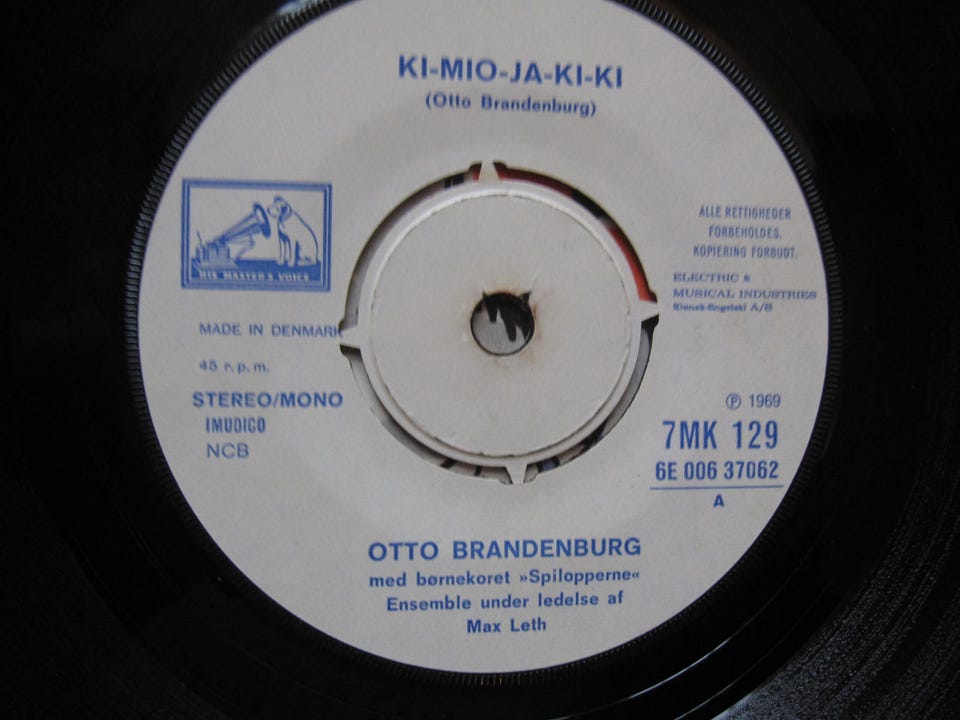 KI-MIO-JA-KI-KI
(Otto Brandenburg)
HIS MASTER'S VOICE
MADE IN DENMARK
45 r.p.m.
STEREO/MONO
IMUDICO
NCB
ALLE RETTIGHEDER
FORBEHOLDES.
KOPIERING FORBUDT.
ELECTRIC &
MUSICAL INDUSTRIES
(Dansk-Engelsk) A/S
℗ 1969
7MK 129
6E 006 37062
A
OTTO BRANDENBURG
med børnekoret »Spilopperne«
Ensemble under ledelse af
Max Leth